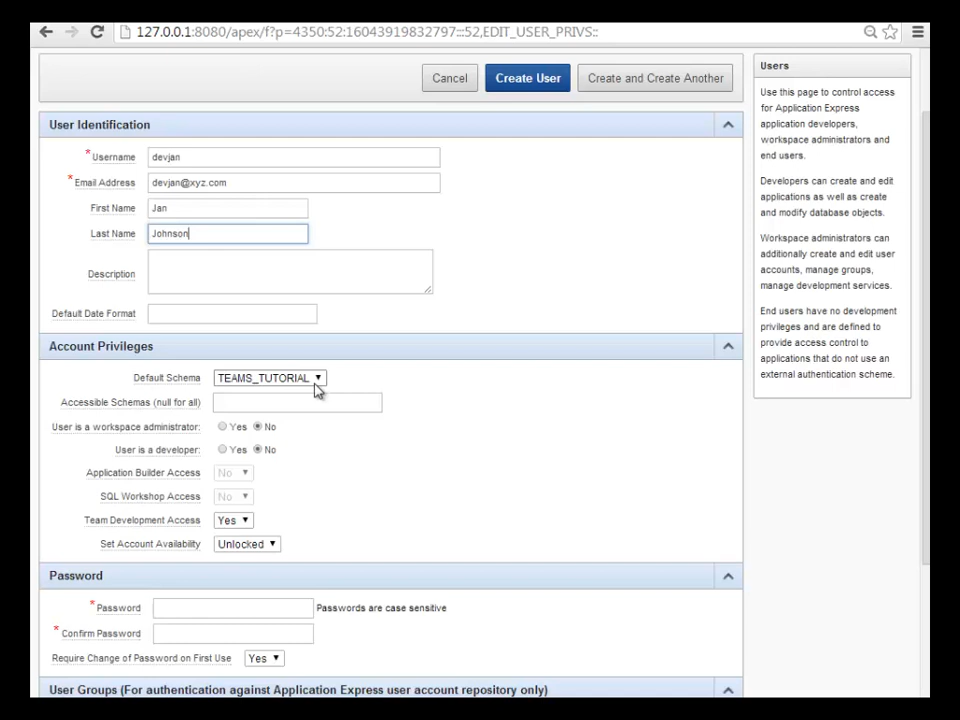 127.0.0.1:8080/apex/f?p=4350:52:16043919832797:::52,EDIT_USER_PRIVS::
Cancel
Create User
Create and Create Another
User Identification
* Username devjan
* Email Address devjan@xyz.com
First Name Jan
Last Name Johnson
Description
Default Date Format
Account Privileges
Default Schema TEAMS_TUTORIAL
Accessible Schemas (null for all)
User is a workspace administrator: Yes No
User is a developer: Yes No
Application Builder Access No
SQL Workshop Access No
Team Development Access Yes
Set Account Availability Unlocked
Password
* Password Passwords are case sensitive
* Confirm Password
Require Change of Password on First Use Yes
User Groups (For authentication against Application Express user account repository only)
Users
Use this page to control access
for Application Express
application developers,
workspace administrators and
end users.
Developers can create and edit
applications as well as create
and modify database objects.
Workspace administrators can
additionally create and edit user
accounts, manage groups,
manage development services.
End users have no development
privileges and are defined to
provide access control to
applications that do not use an
external authentication scheme.